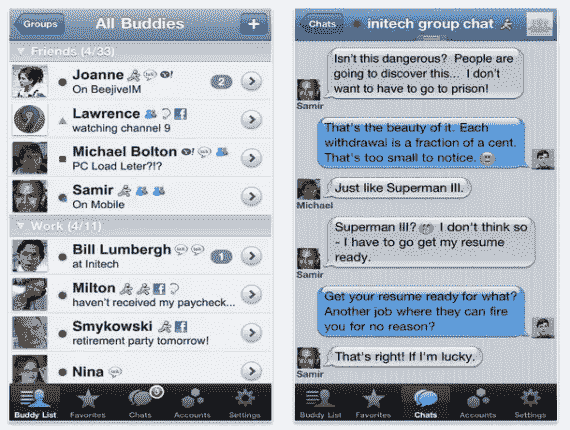 Groups
All Buddies
+
Friends (4/33)
Joanne
On BeejiveIM
2
Lawrence
watching channel 9
Michael Bolton
PC Load Leter?!?
Samir
On Mobile
Work (4/11)
Bill Lumbergh
at Initech
1
Milton
haven't received my paycheck...
Smykowski
retirement party tomorrow!
Nina
Buddy List
Favorites
Chats
Accounts
Settings
Chats
initech group chat
Isn't this dangerous? People are
going to discover this... I don't
want to have to go to prison!
Samir
That's the beauty of it. Each
withdrawal is a fraction of a cent.
That's too small to notice.
Just like Superman III.
Michael
Superman III? I don't think so
- I have to go get my resume
ready.
Samir
Get your resume ready for what?
Another job where they can fire
you for no reason?
That's right! If I'm lucky.
Samir
Buddy List
Favorites
Chats
Accounts
Settings